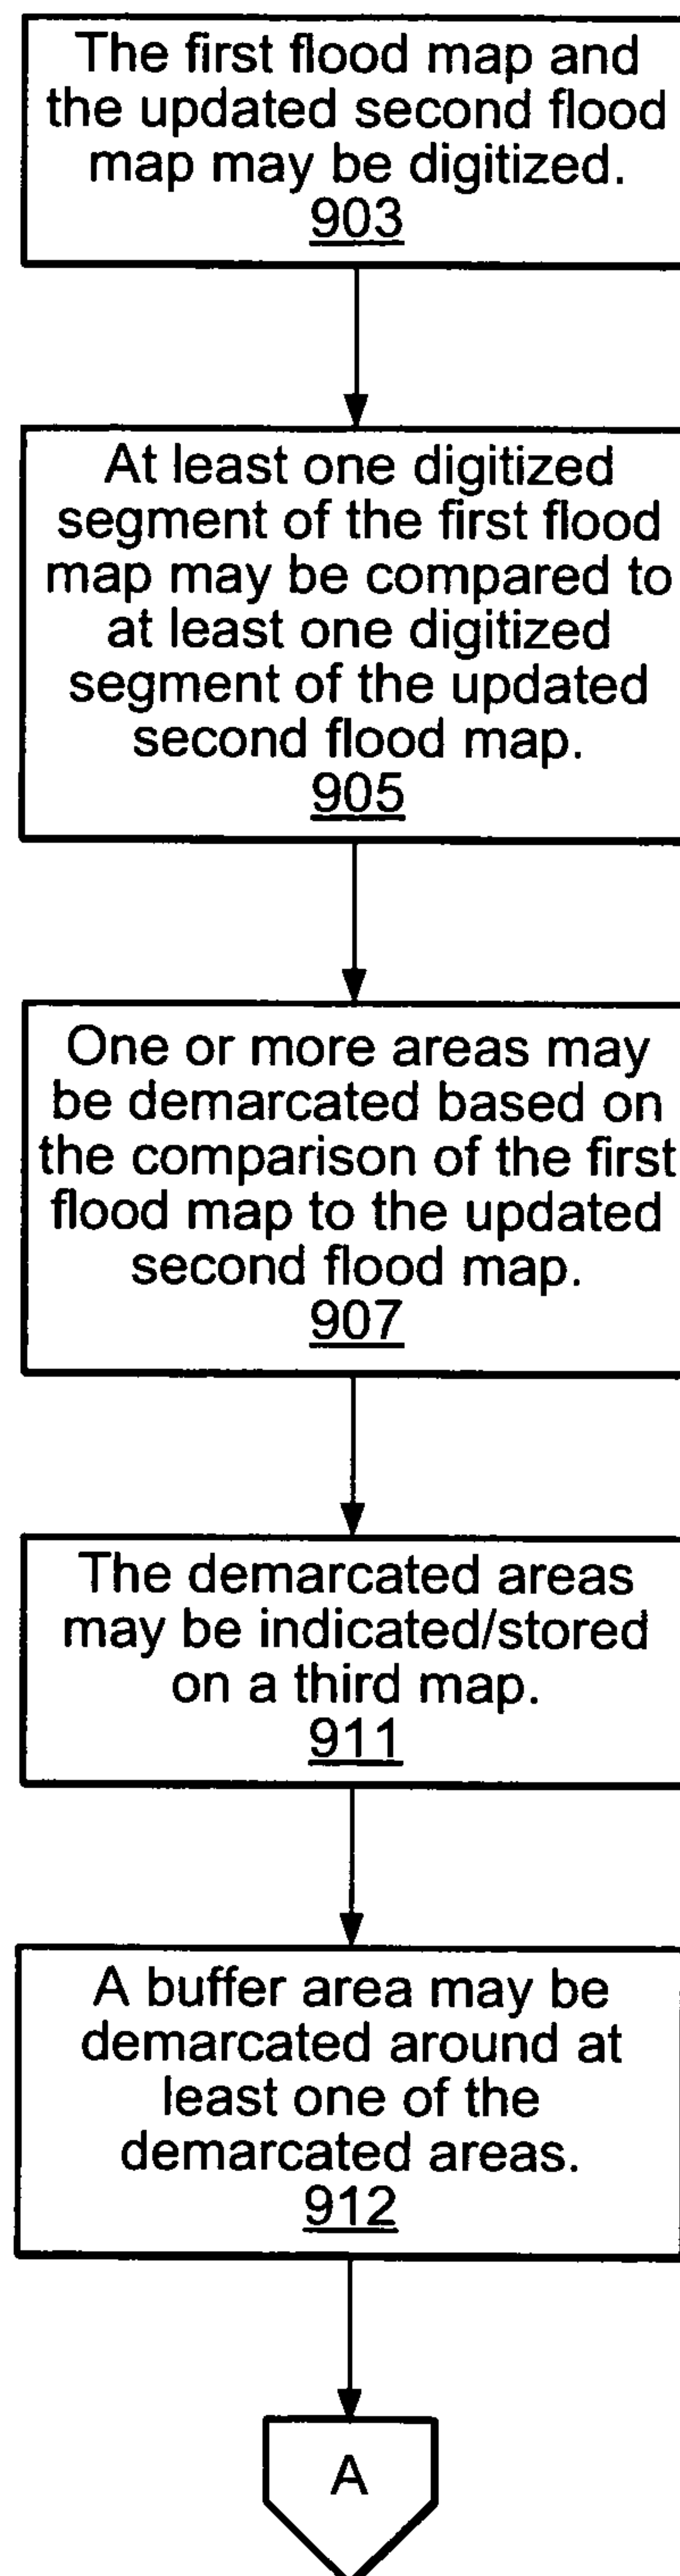 The first flood map and
the updated second flood
map may be digitized.
903
At least one digitized
segment of the first flood
map may be compared to
at least one digitized
segment of the updated
second flood map.
905
One or more areas may
be demarcated based on
the comparison of the first
flood map to the updated
second flood map.
907
The demarcated areas
may be indicated/stored
on a third map.
911
A buffer area may be
demarcated around at
least one of the
demarcated areas.
912
A